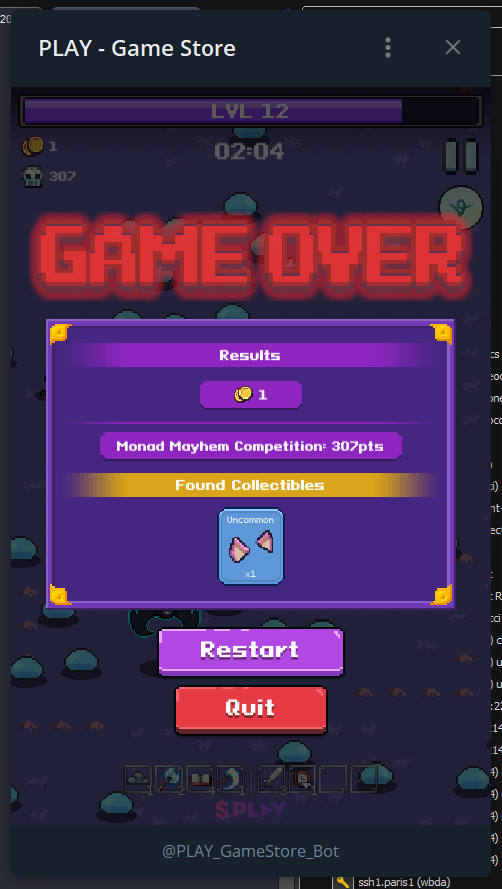 PLAY - Game Store
LVL 12
1
02:04
307
GAME OVER
Results
1
Monad Mayhem Competition: 307pts
Found Collectibles
Uncommon
x1
Restart
Quit
$PLAY
@PLAY_GameStore_Bot
ssh1.paris1 (wbda)